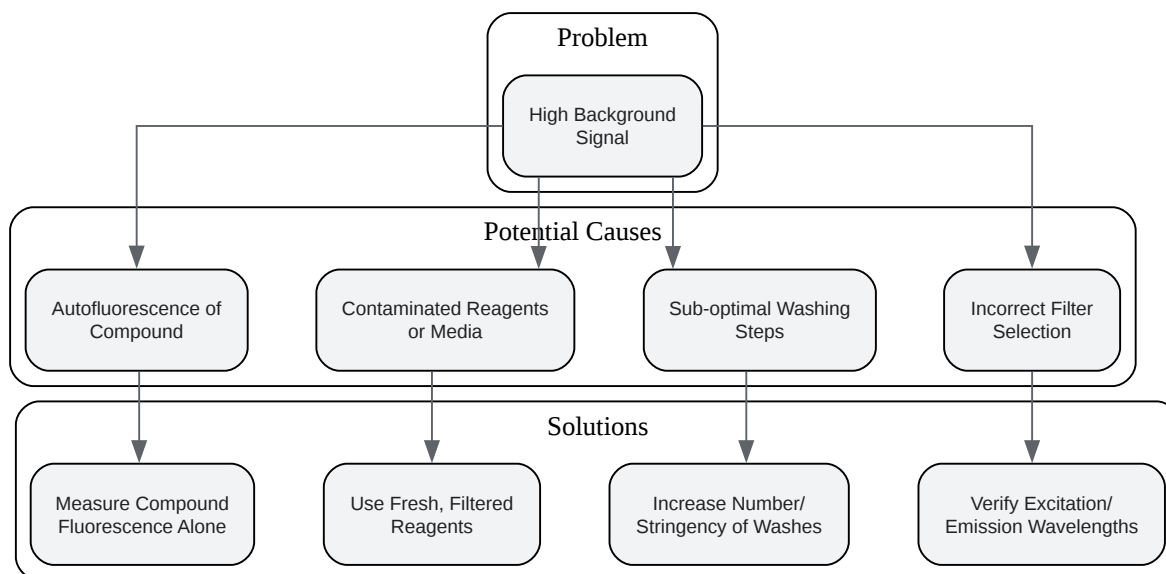 Problem
High Background
Signal
Potential Causes
Autofluorescence of
Compound
Contaminated Reagents
or Media
Sub-optimal Washing
Steps
Incorrect Filter
Selection
Solutions
Measure Compound
Fluorescence Alone
Use Fresh, Filtered
Reagents
Increase Number/
Stringency of Washes
Verify Excitation/
Emission Wavelengths